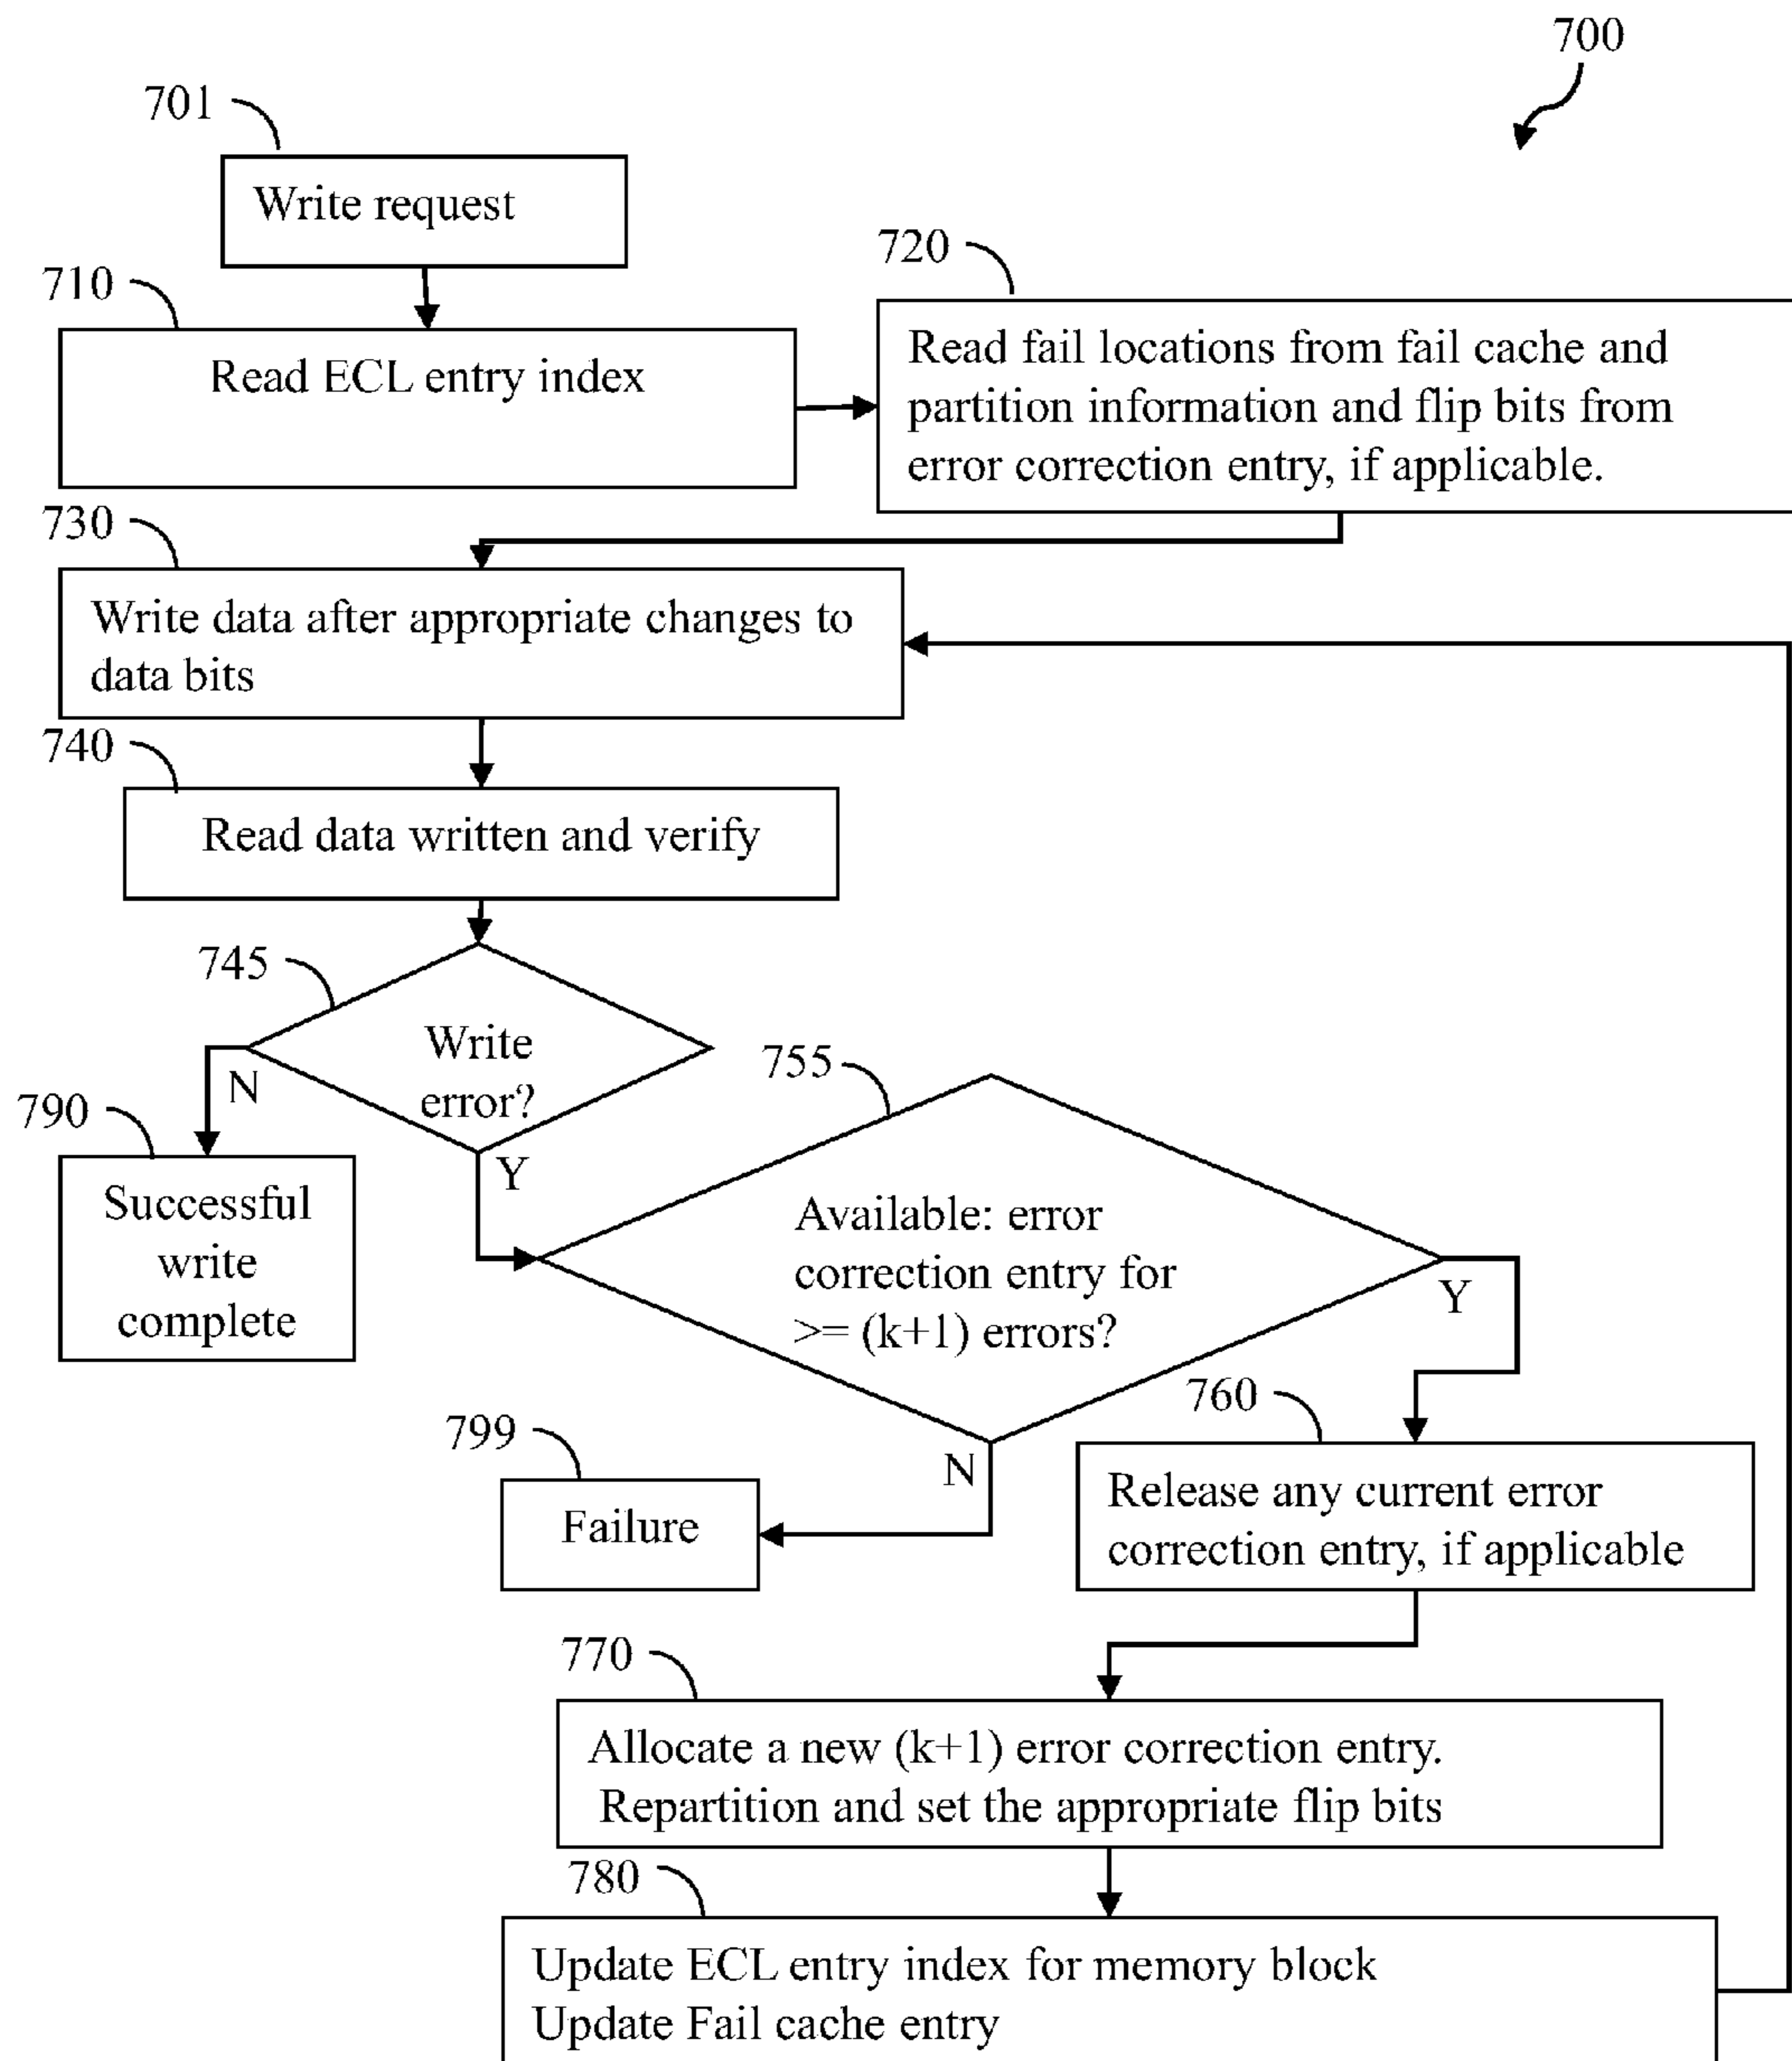 700
701
Write request
710
Read ECL entry index
720
Read fail locations from fail cache and
partition information and flip bits from
error correction entry, if applicable.
730
Write data after appropriate changes to
data bits
740
Read data written and verify
745
Write
error?
N
Y
790
Successful
write
complete
755
Available: error
correction entry for
>= (k+1) errors?
Y
N
799
Failure
760
Release any current error
correction entry, if applicable
770
Allocate a new (k+1) error correction entry.
Repartition and set the appropriate flip bits
780
Update ECL entry index for memory block
Update Fail cache entry